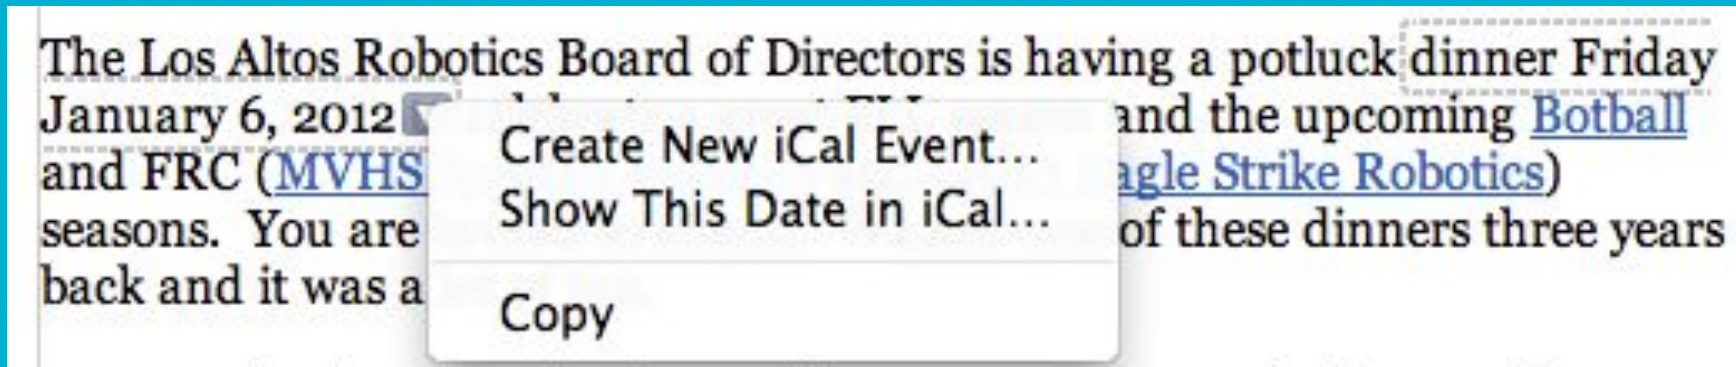 The Los Altos Robotics Board of Directors is having a potluck dinner Friday
January 6, 2012 and the upcoming Botball
and FRC (MVHS agle Strike Robotics)
seasons. You are of these dinners three years
back and it was a
Create New iCal Event...
Show This Date in iCal...
Copy